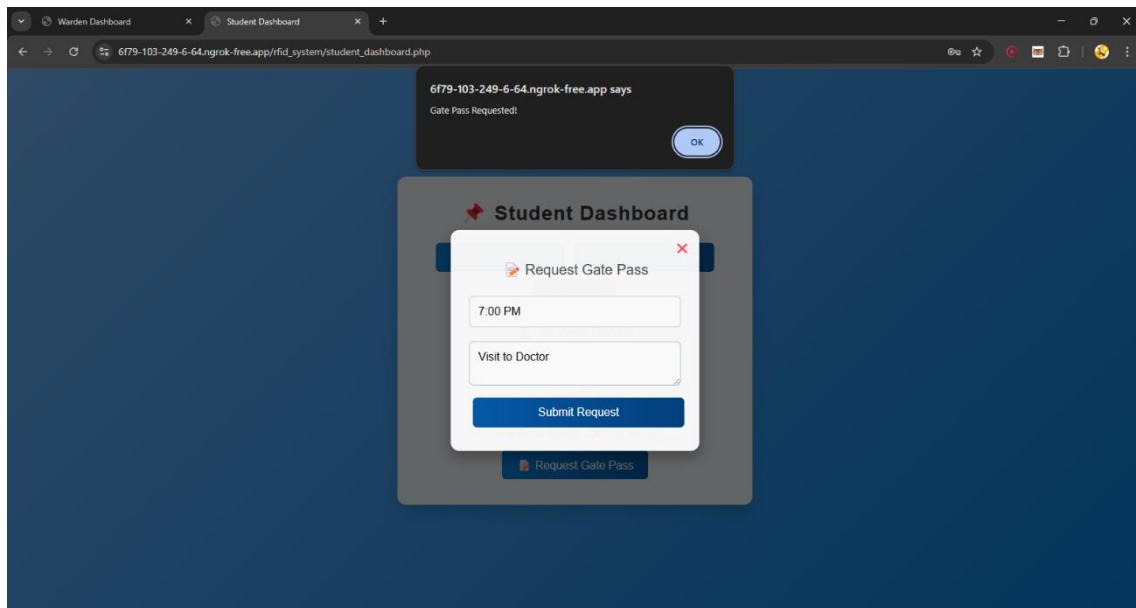 Warden Dashboard
Student Dashboard
6f79-103-249-6-64.ngrok-free.app/rfid_system/student_dashboard.php
6f79-103-249-6-64.ngrok-free.app says
Gate Pass Requested!
OK
Student Dashboard
Request Gate Pass
7:00 PM
Visit to Doctor
Submit Request
Request Gate Pass